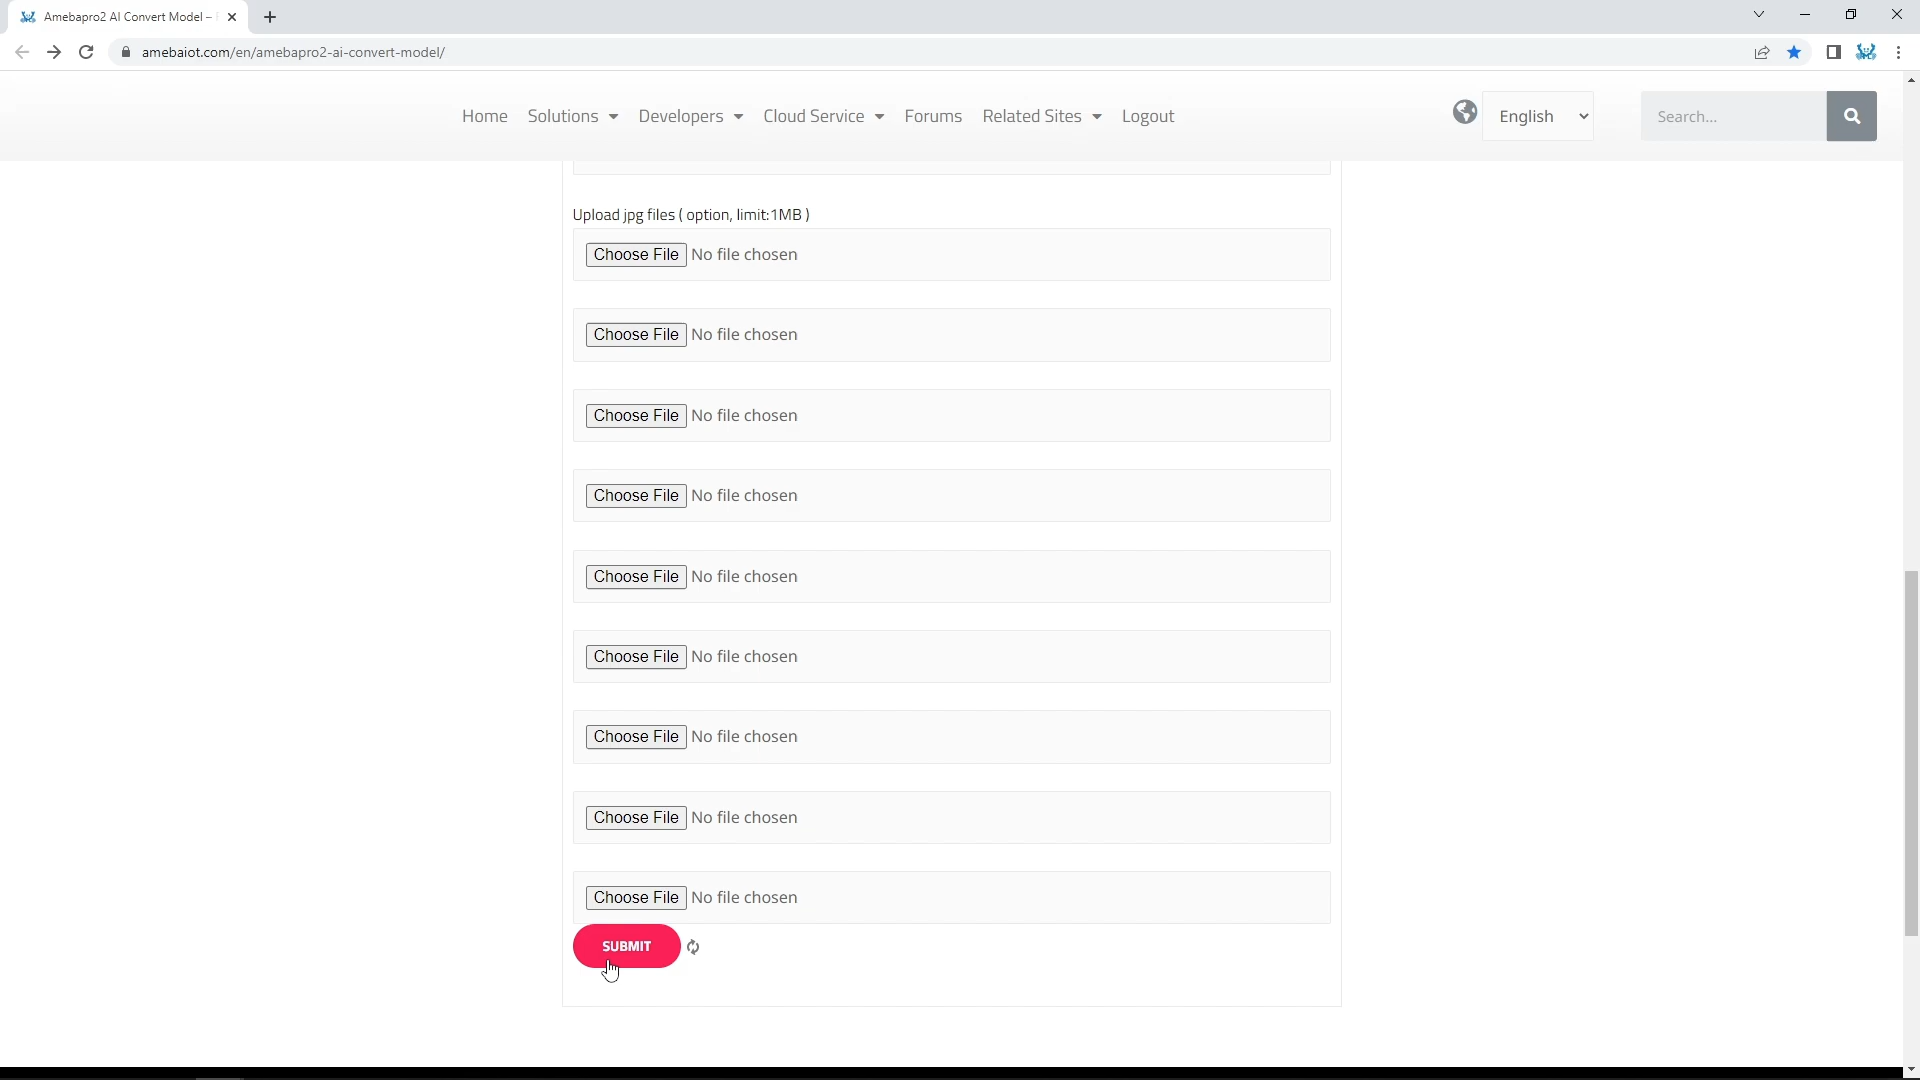 Amebapro2 AI Convert Model –
amebaiot.com/en/amebapro2-ai-convert-model/
Home Solutions Developers Cloud Service Forums Related Sites Logout English Search...
Upload jpg files ( option, limit:1MB )
Choose File No file chosen
Choose File No file chosen
Choose File No file chosen
Choose File No file chosen
Choose File No file chosen
Choose File No file chosen
Choose File No file chosen
Choose File No file chosen
Choose File No file chosen
SUBMIT